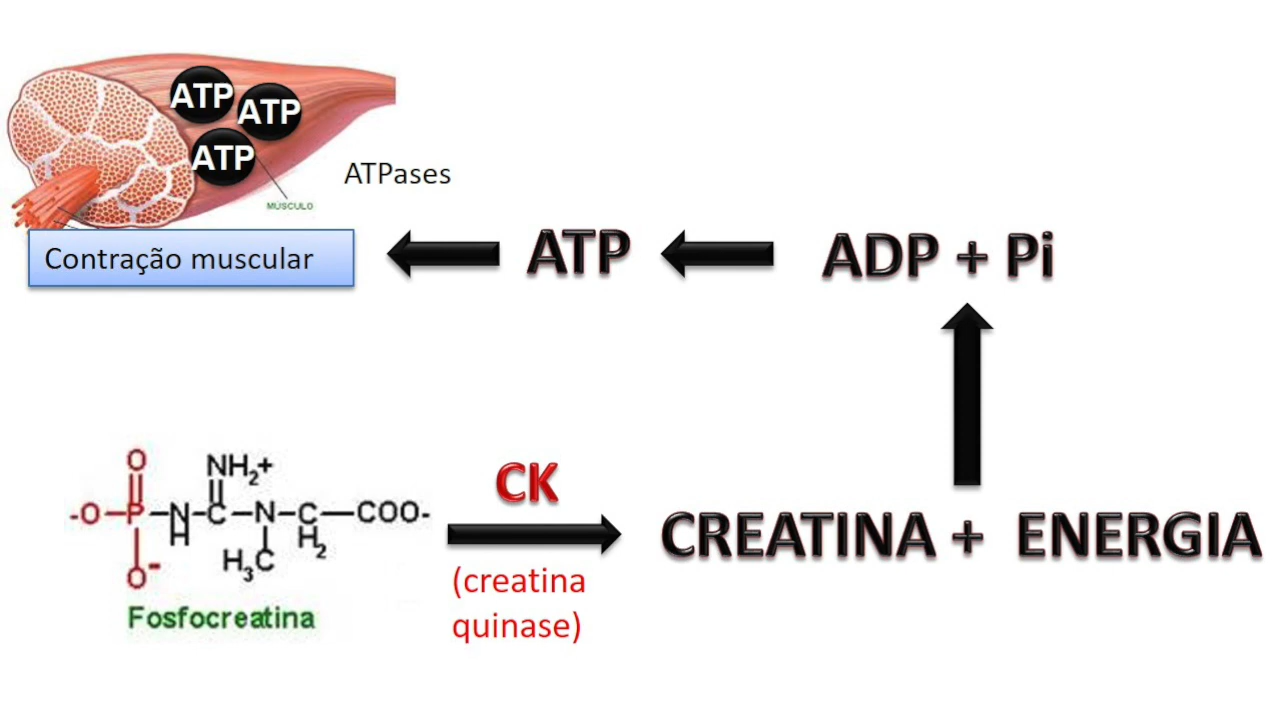 ATP
ATP
ATP
ATPases
MÚSCULO
Contração muscular
ATP
ADP + Pi
O
NH2+
-O-P-N-C-N-C-COO-
H
H2
H3C
O-
Fosfocreatina
CK
(creatina
quinase)
CREATINA + ENERGIA